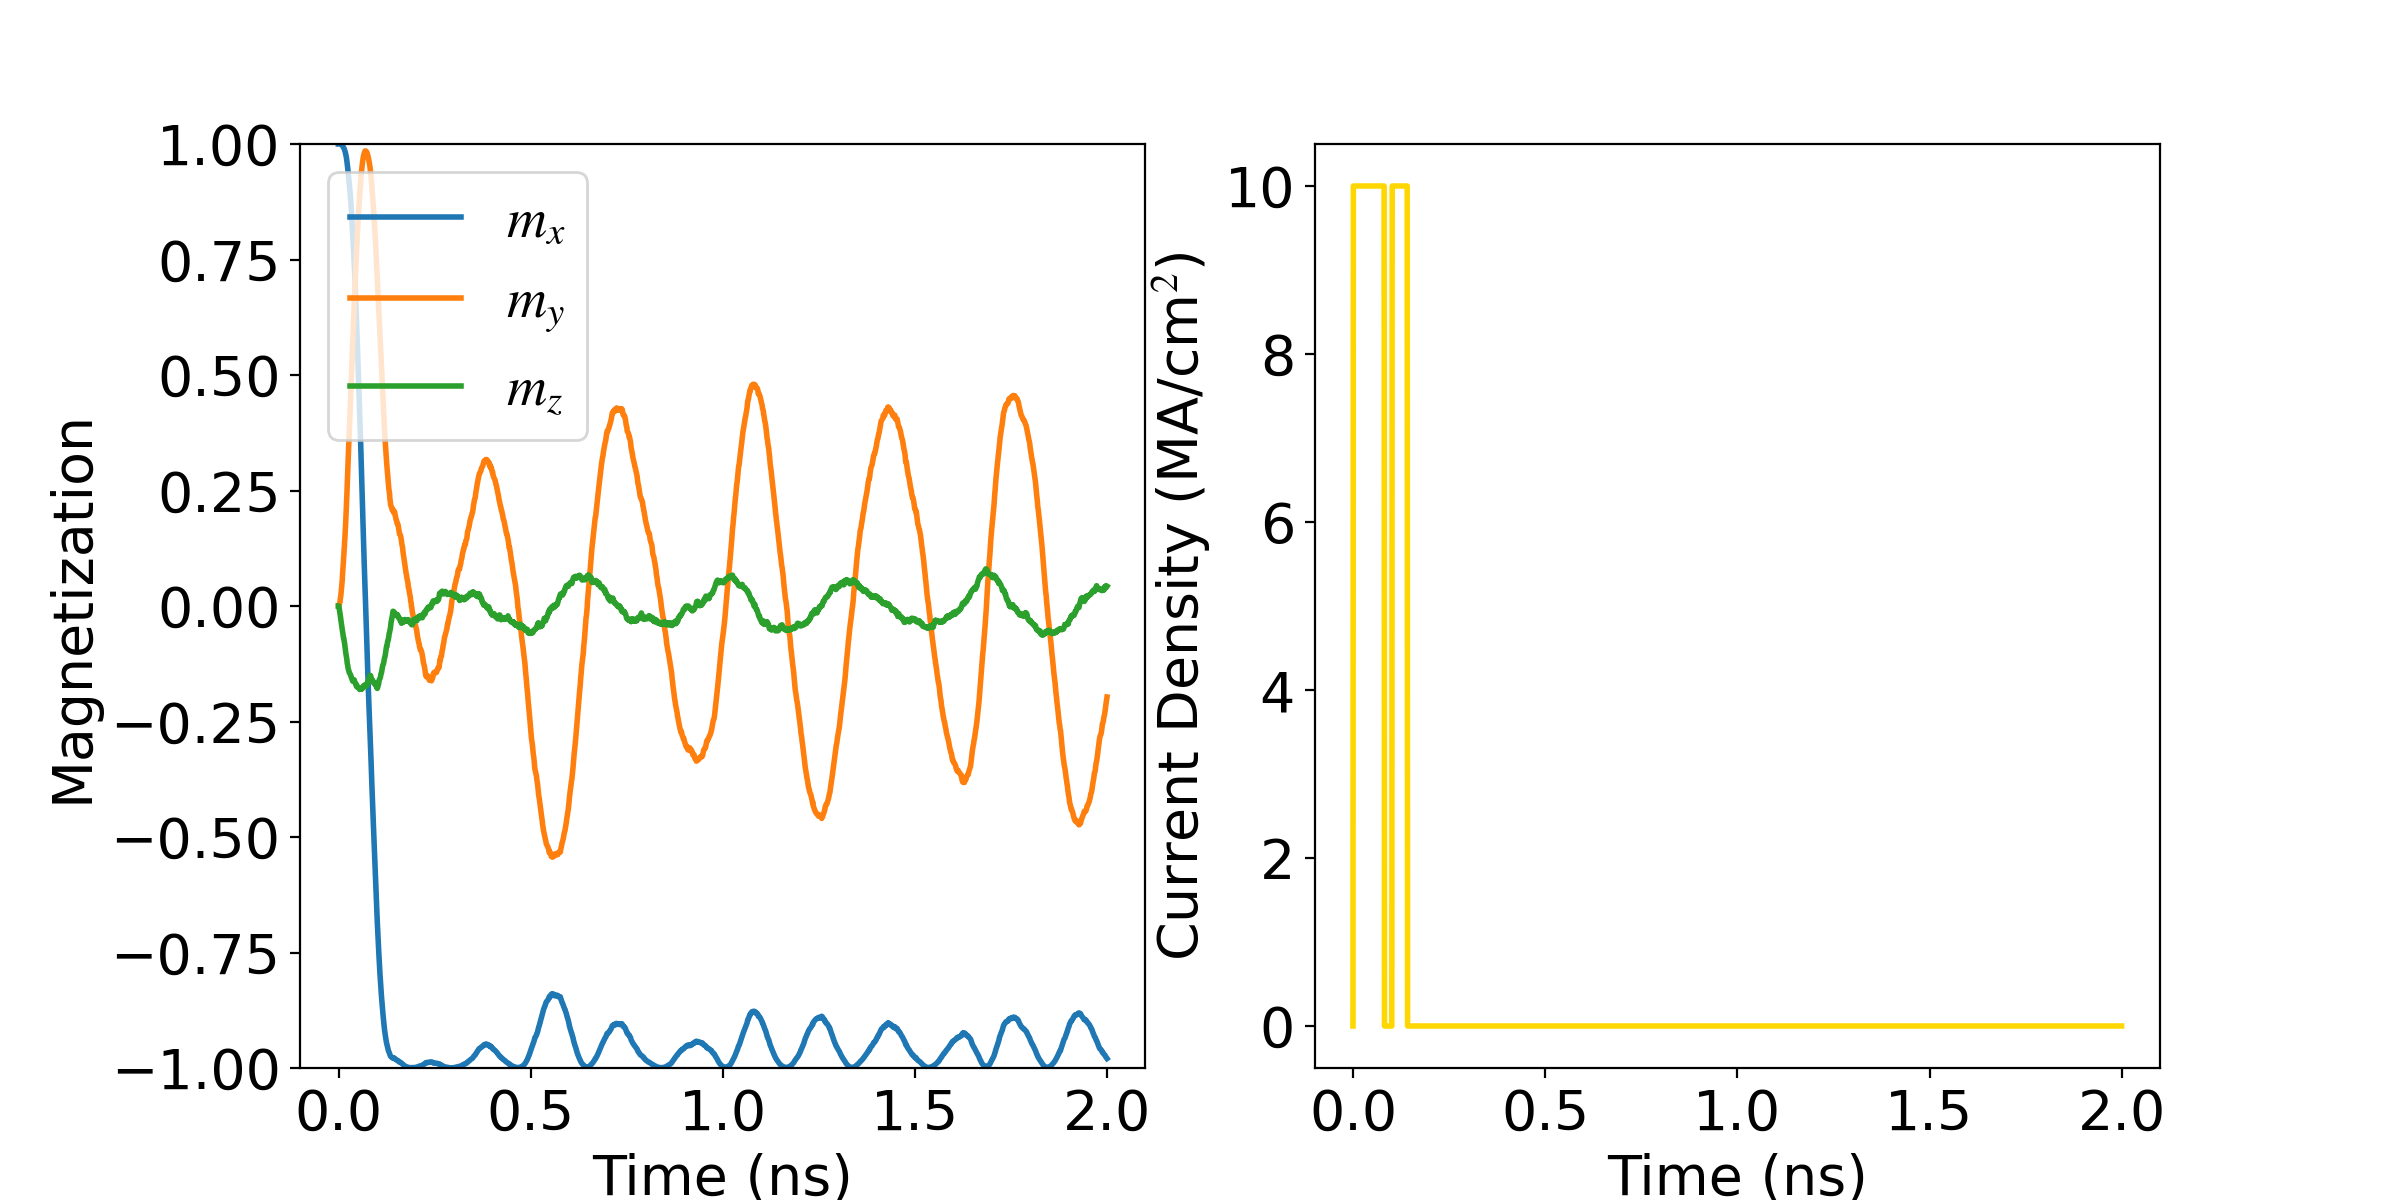 1.00
0.75
0.50
0.25
0.00
−0.25
−0.50
−0.75
−1.00
Magnetization
m_x
m_y
m_z
0.0 0.5 1.0 1.5 2.0
Time (ns)
10
8
6
4
2
0
Current Density (MA/cm²)
0.0 0.5 1.0 1.5 2.0
Time (ns)